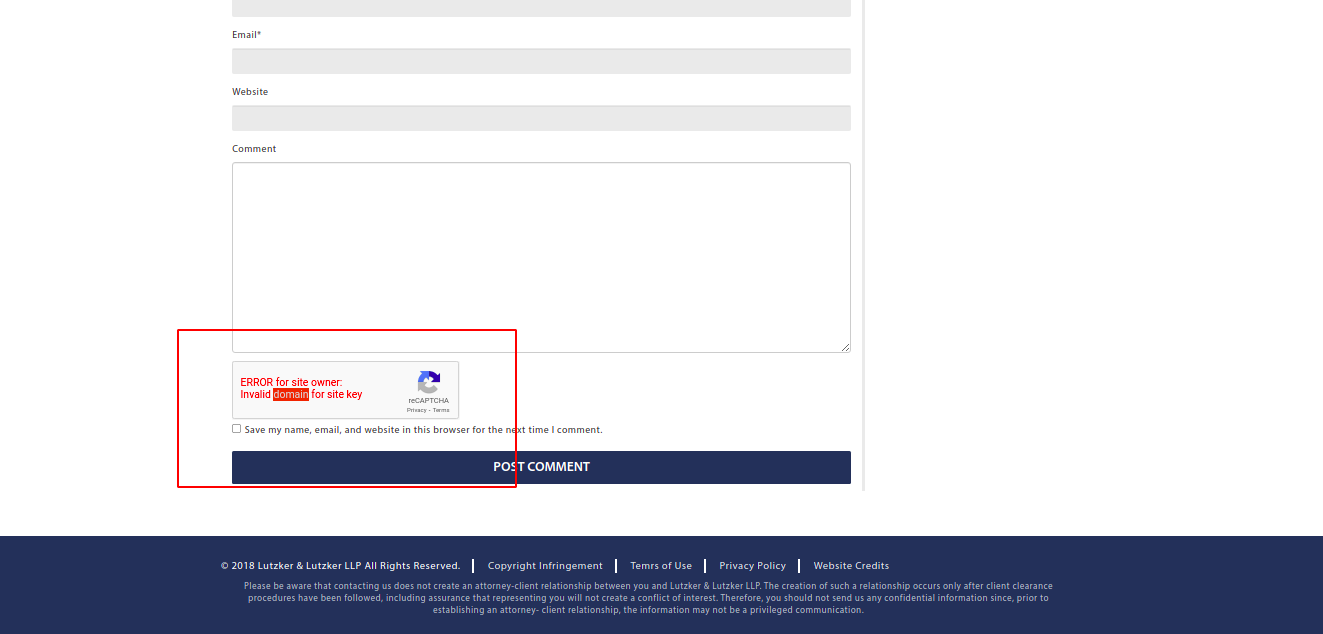 Email*
Website
Comment
ERROR for site owner:
Invalid domain for site key
reCAPTCHA
Privacy - Terms
Save my name, email, and website in this browser for the next time I comment.
POST COMMENT
© 2018 Lutzker & Lutzker LLP All Rights Reserved. Copyright Infringement Temrs of Use Privacy Policy Website Credits
Please be aware that contacting us does not create an attorney-client relationship between you and Lutzker & Lutzker LLP. The creation of such a relationship occurs only after client clearance
procedures have been followed, including assurance that representing you will not create a conflict of interest. Therefore, you should not send us any confidential information since, prior to
establishing an attorney- client relationship, the information may not be a privileged communication.